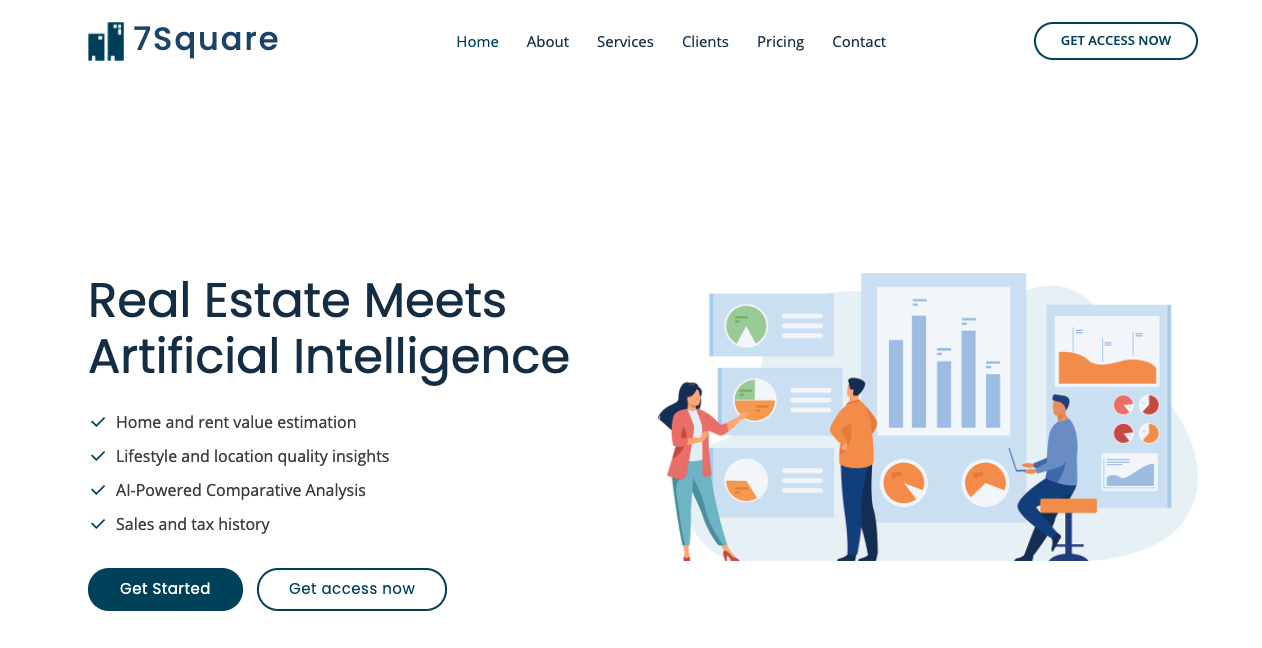 7Square
Home About Services Clients Pricing Contact
GET ACCESS NOW
Real Estate Meets
Artificial Intelligence
Home and rent value estimation
Lifestyle and location quality insights
AI-Powered Comparative Analysis
Sales and tax history
Get Started
Get access now